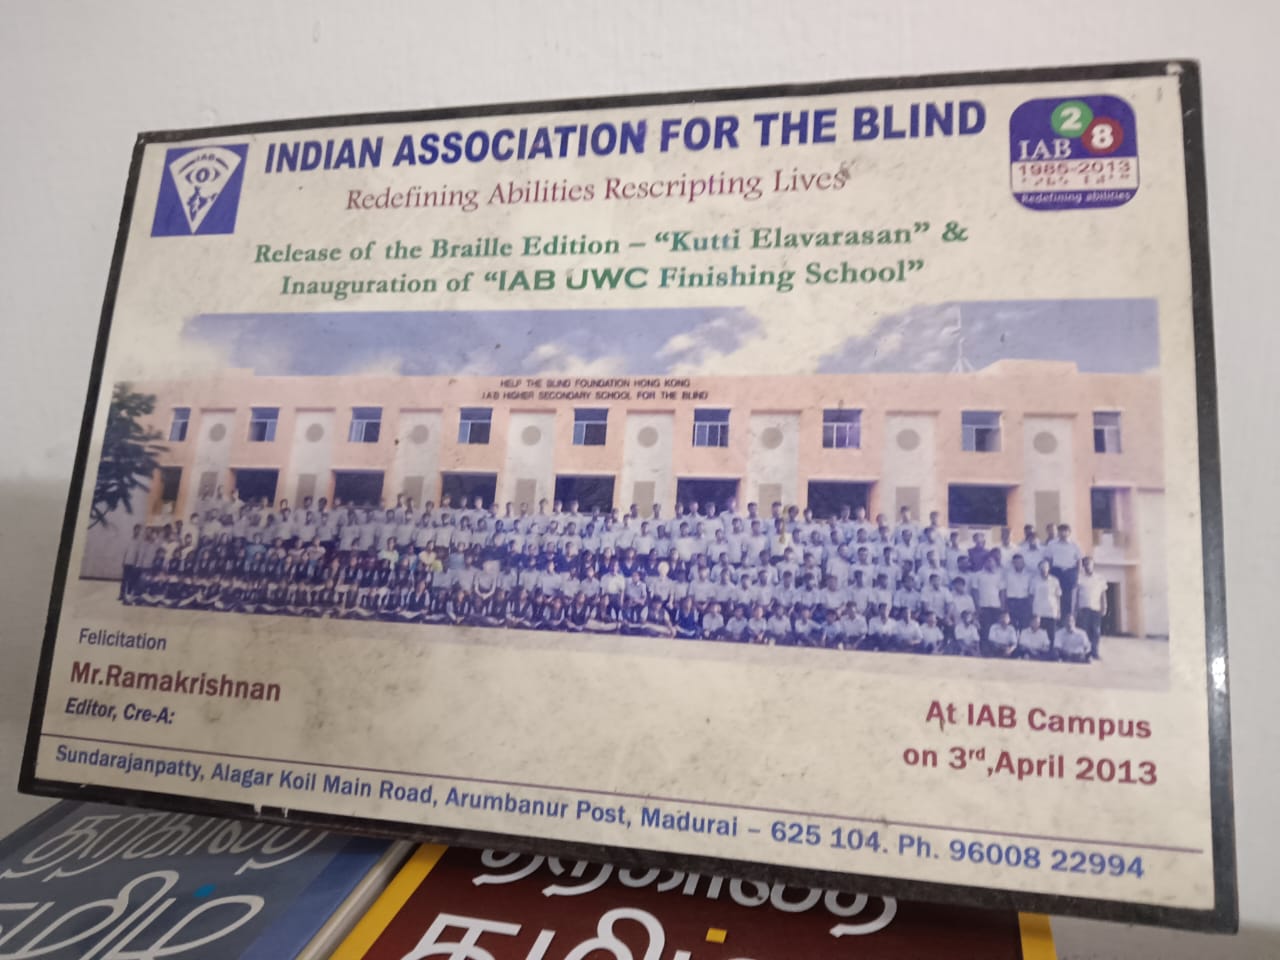 INDIAN ASSOCIATION FOR THE BLIND
IAB
2
8
IAB
1985-2013
Redefining abilities
Redefining Abilities Rescripting Lives
Release of the Braille Edition – “Kutti Elavarasan” &
Inauguration of “IAB UWC Finishing School”
HELP THE BLIND FOUNDATION HONG KONG
IAB HIGHER SECONDARY SCHOOL FOR THE BLIND
Felicitation
Mr.Ramakrishnan
Editor, Cre-A:
At IAB Campus
on 3rd,April 2013
Sundarajanpatty, Alagar Koil Main Road, Arumbanur Post, Madurai – 625 104. Ph. 96008 22994
தமிழ்
தமிழ்